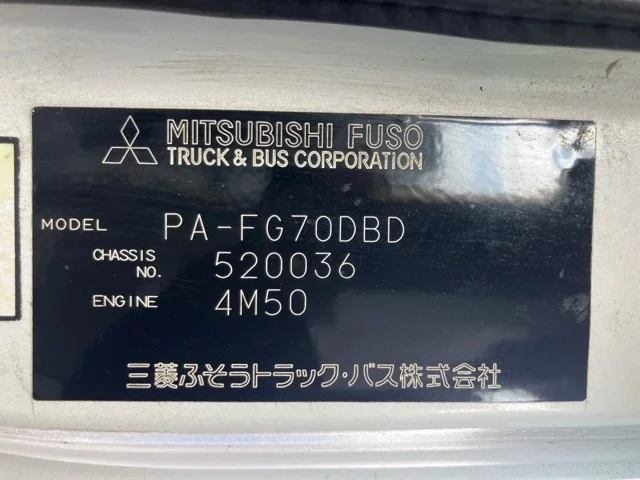 MITSUBISHI FUSO
TRUCK & BUS CORPORATION
MODEL PA-FG70DBD
CHASSIS NO. 520036
ENGINE 4M50
三菱ふそうトラック・バス株式会社